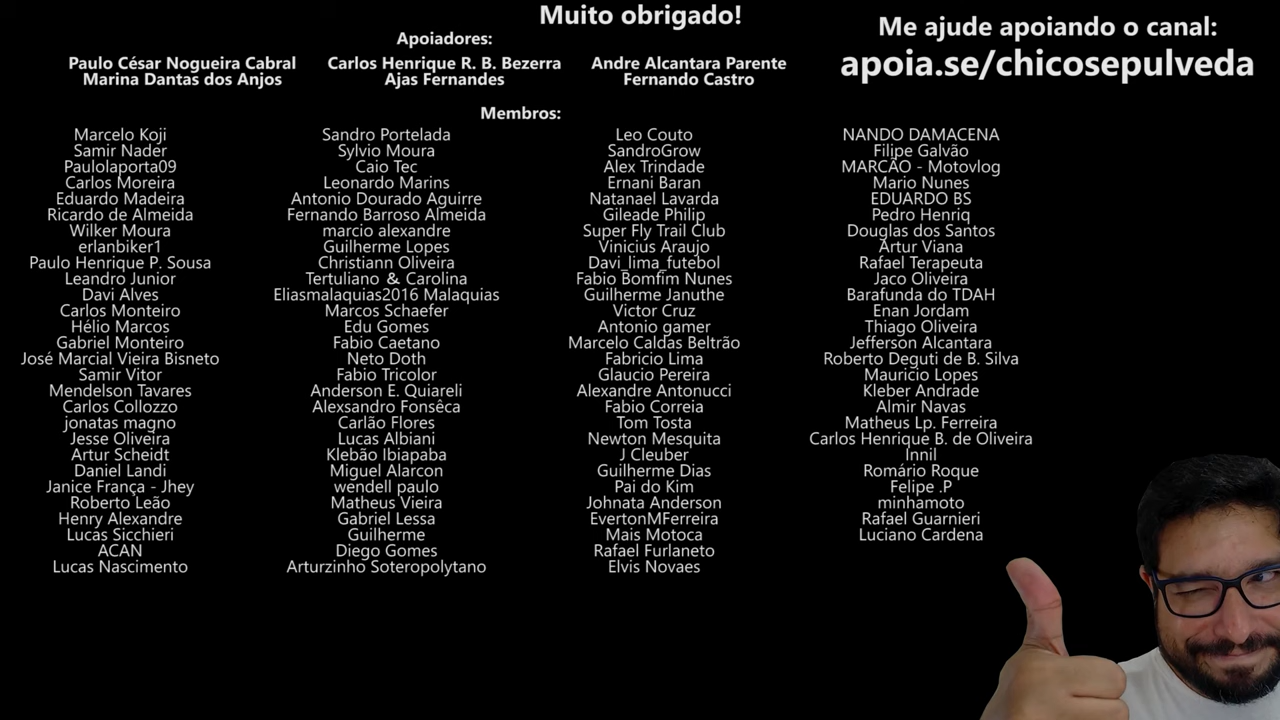 Muito obrigado!
Apoiadores:
Paulo César Nogueira Cabral
Marina Dantas dos Anjos
Carlos Henrique R. B. Bezerra
Ajas Fernandes
Andre Alcantara Parente
Fernando Castro
Me ajude apoiando o canal:
apoia.se/chicosepulveda
Membros:
Marcelo Koji
Samir Nader
Paulolaporta09
Carlos Moreira
Eduardo Madeira
Ricardo de Almeida
Wilker Moura
erlanbiker1
Paulo Henrique P. Sousa
Leandro Junior
Davi Alves
Carlos Monteiro
Hélio Marcos
Gabriel Monteiro
José Marcial Vieira Bisneto
Samir Vitor
Mendelson Tavares
Carlos Collozzo
jonatas magno
Jesse Oliveira
Artur Scheidt
Daniel Landi
Janice França - Jhey
Roberto Leão
Henry Alexandre
Lucas Sicchieri
ACAN
Lucas Nascimento
Sandro Portelada
Sylvio Moura
Caio Tec
Leonardo Marins
Antonio Dourado Aguirre
Fernando Barroso Almeida
marcio alexandre
Guilherme Lopes
Christiann Oliveira
Tertuliano & Carolina
Eliasmalaquias2016 Malaquias
Marcos Schaefer
Edu Gomes
Fabio Caetano
Neto Doth
Fabio Tricolor
Anderson E. Quiareli
Alexsandro Fonsêca
Carlão Flores
Lucas Albiani
Klebão Ibiapaba
Miguel Alarcon
wendell paulo
Matheus Vieira
Gabriel Lessa
Guilherme
Diego Gomes
Arturzinho Soteropolytano
Leo Couto
SandroGrow
Alex Trindade
Ernani Baran
Natanael Lavarda
Gileade Philip
Super Fly Trail Club
Vinicius Araujo
Davi_lima_futebol
Fabio Bomfim Nunes
Guilherme Januthe
Victor Cruz
Antonio gamer
Marcelo Caldas Beltrão
Fabricio Lima
Glaucio Pereira
Alexandre Antonucci
Fabio Correia
Tom Tosta
Newton Mesquita
J Cleuber
Guilherme Dias
Pai do Kim
Johnata Anderson
EvertonMFerreira
Mais Motoca
Rafael Furlaneto
Elvis Novaes
NANDO DAMACENA
Filipe Galvão
MARCÃO - Motovlog
Mario Nunes
EDUARDO BS
Pedro Henriq
Douglas dos Santos
Artur Viana
Rafael Terapeuta
Jaco Oliveira
Barafunda do TDAH
Enan Jordam
Thiago Oliveira
Jefferson Alcantara
Roberto Deguti de B. Silva
Mauricio Lopes
Kleber Andrade
Almir Navas
Matheus Lp. Ferreira
Carlos Henrique B. de Oliveira
Innil
Romário Roque
Felipe .P
minhamoto
Rafael Guarnieri
Luciano Cardena